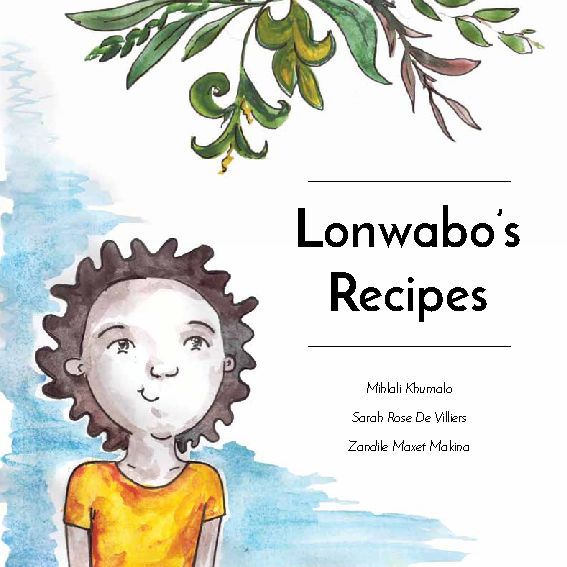 Lonwabo's
Recipes
Mihlali Khumalo
Sarah Rose De Villiers
Zandile Maxet Makina